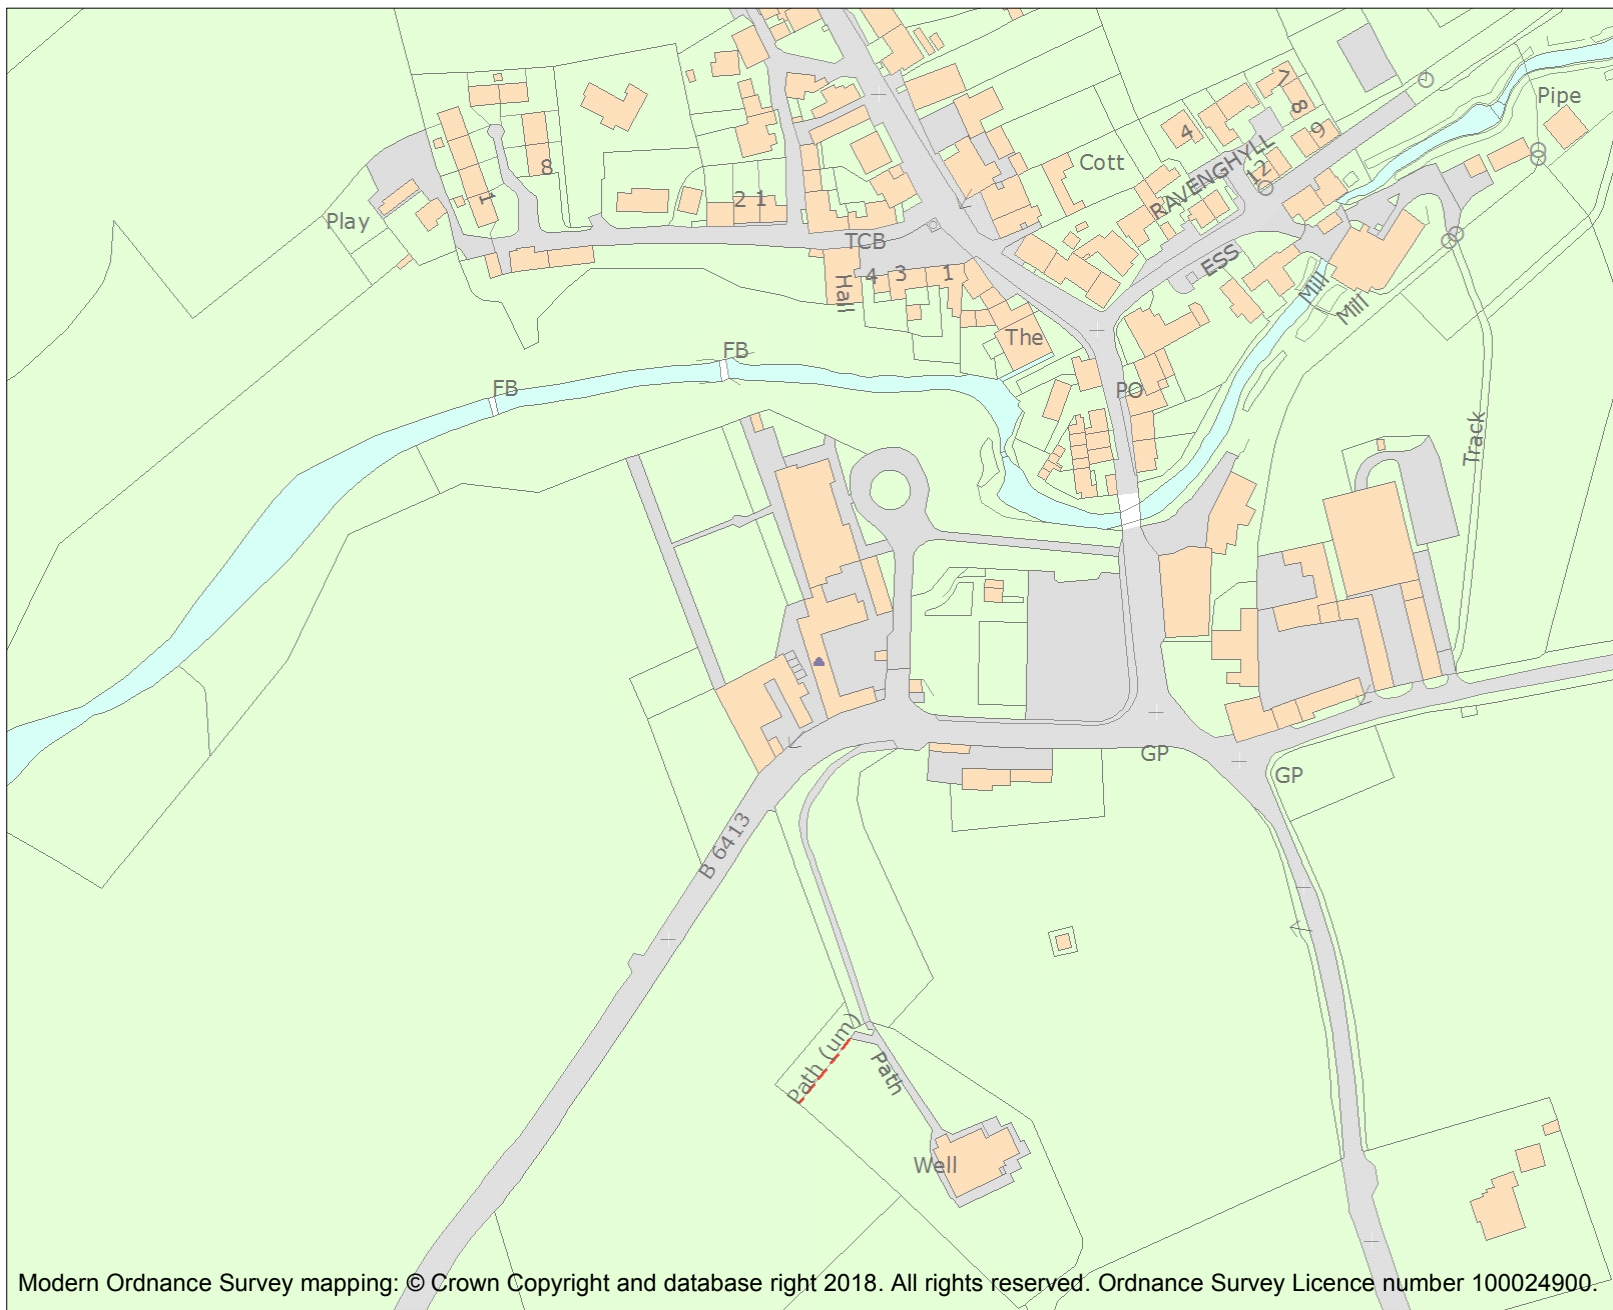 Pipe
7
8
9
4
Cott
12
RAVENGHYLL
8
1
2 1
Play
TCB
ESS
Hall
4
3
1
Mill
Mill
The
FB
FB
PO
Track
GP
GP
B 6413
Path (um)
Path
Well
Modern Ordnance Survey mapping: © Crown Copyright and database right 2018. All rights reserved. Ordnance Survey Licence number 100024900.